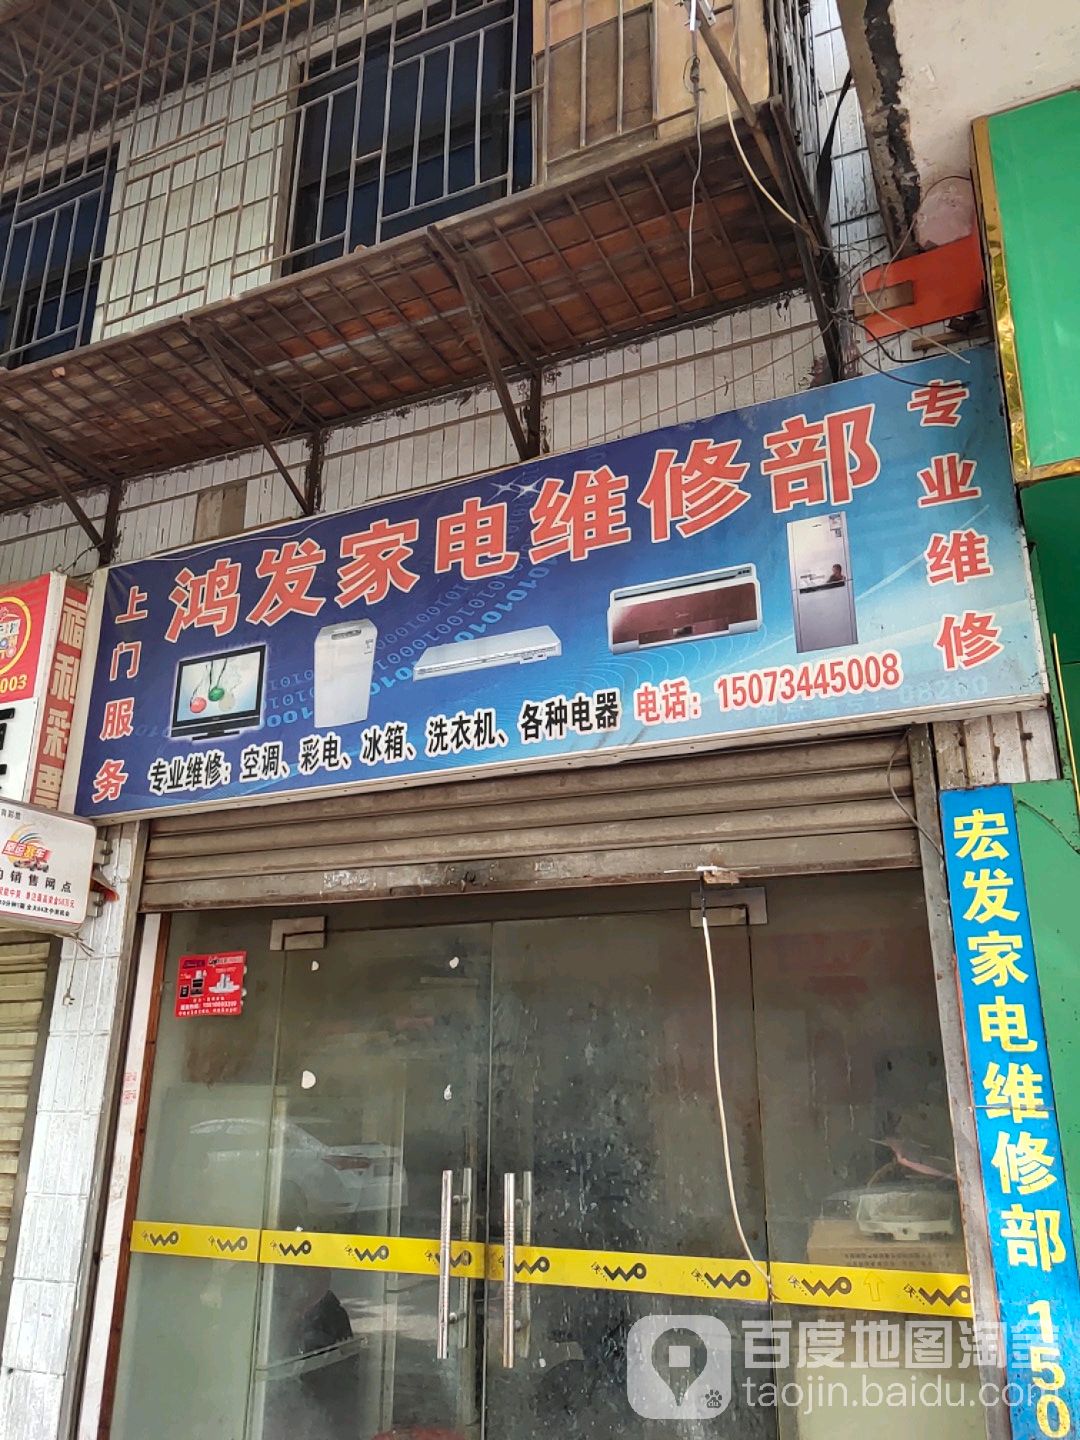 鸿发家电维修部
上门服务
专业维修
专业维修：空调、彩电、冰箱、洗衣机、各种电器
电话：15073445008
福利彩票
003
的销售网点
宏发家电维修部 150
百度地图淘金
taojin.baidu.com